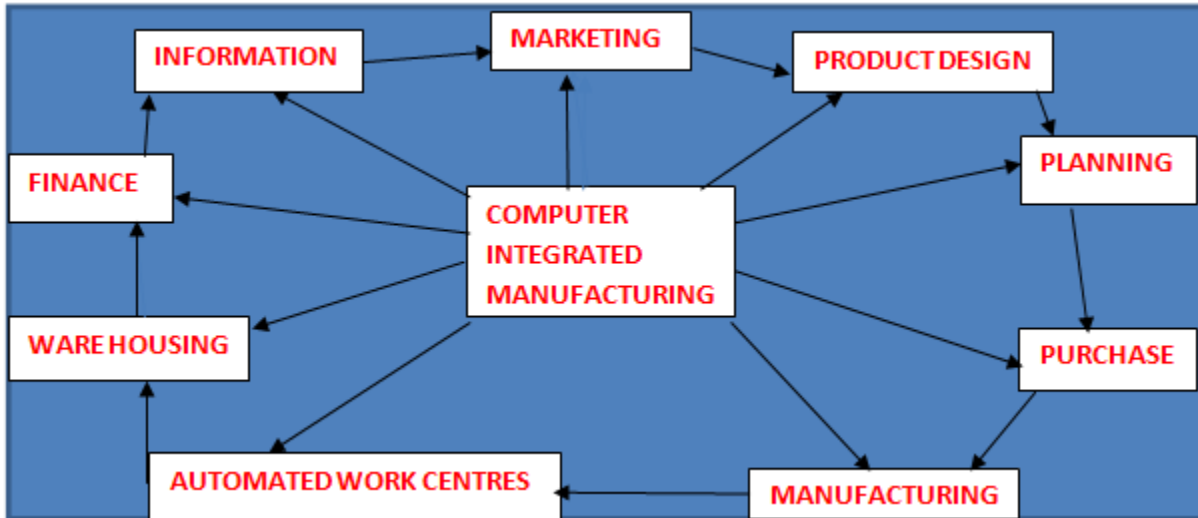 INFORMATION
MARKETING
PRODUCT DESIGN
FINANCE
PLANNING
COMPUTER
INTEGRATED
MANUFACTURING
WARE HOUSING
PURCHASE
AUTOMATED WORK CENTRES
MANUFACTURING